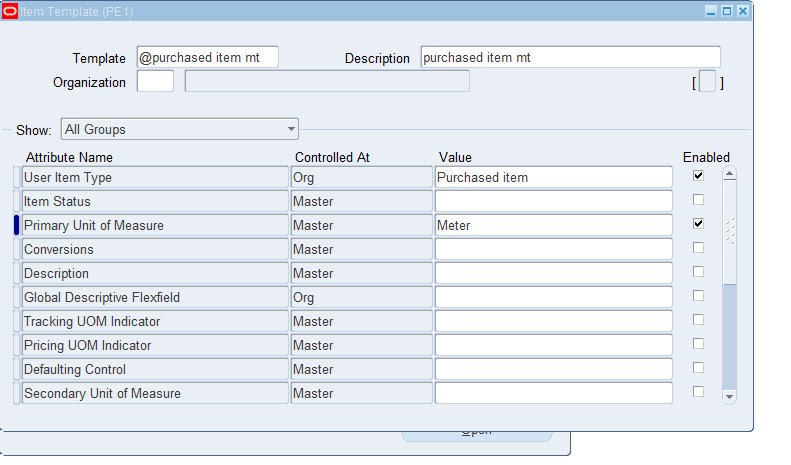 Item Template (PE1)
Template @purchased item mt Description purchased item mt
Organization [ ]
Show: All Groups
Attribute Name Controlled At Value Enabled
User Item Type Org Purchased item
Item Status Master
Primary Unit of Measure Master Meter
Conversions Master
Description Master
Global Descriptive Flexfield Org
Tracking UOM Indicator Master
Pricing UOM Indicator Master
Defaulting Control Master
Secondary Unit of Measure Master
Open